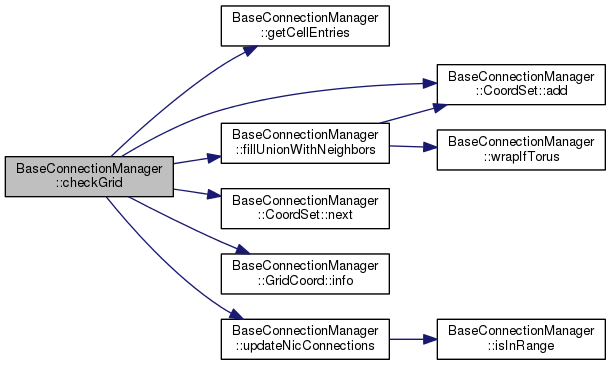 BaseConnectionManager
::getCellEntries
BaseConnectionManager
::CoordSet::add
BaseConnectionManager
::fillUnionWithNeighbors
BaseConnectionManager
::wrapIfTorus
BaseConnectionManager
::checkGrid
BaseConnectionManager
::CoordSet::next
BaseConnectionManager
::GridCoord::info
BaseConnectionManager
::updateNicConnections
BaseConnectionManager
::isInRange